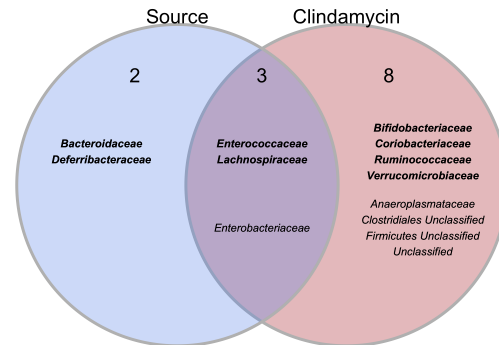 Source
Clindamycin
2
3
8
Bacteroidaceae
Deferribacteraceae
Enterococcaceae
Lachnospiraceae
Enterobacteriaceae
Bifidobacteriaceae
Coriobacteriaceae
Ruminococcaceae
Verrucomicrobiaceae
Anaeroplasmataceae
Clostridiales Unclassified
Firmicutes Unclassified
Unclassified